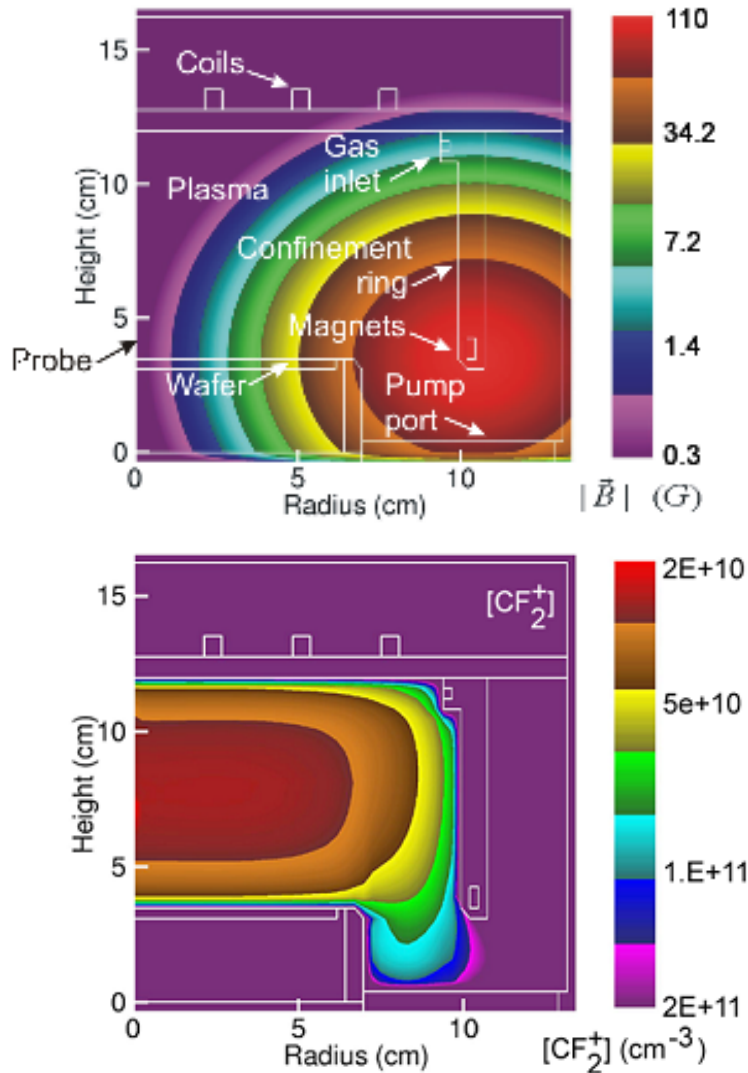 15
Coils
110
Gas
inlet
34.2
Plasma
10
Height (cm)
Confinement
ring
7.2
Magnets
5
Probe
1.4
Wafer
Pump
port
0
0.3
0
5
10
Radius (cm)
|B⃗| (G)
2E+10
15
[CF₂⁺]
5e+10
10
Height (cm)
5
1.E+11
0
2E+11
0
5
10
Radius (cm)
[CF₂⁺] (cm⁻³)